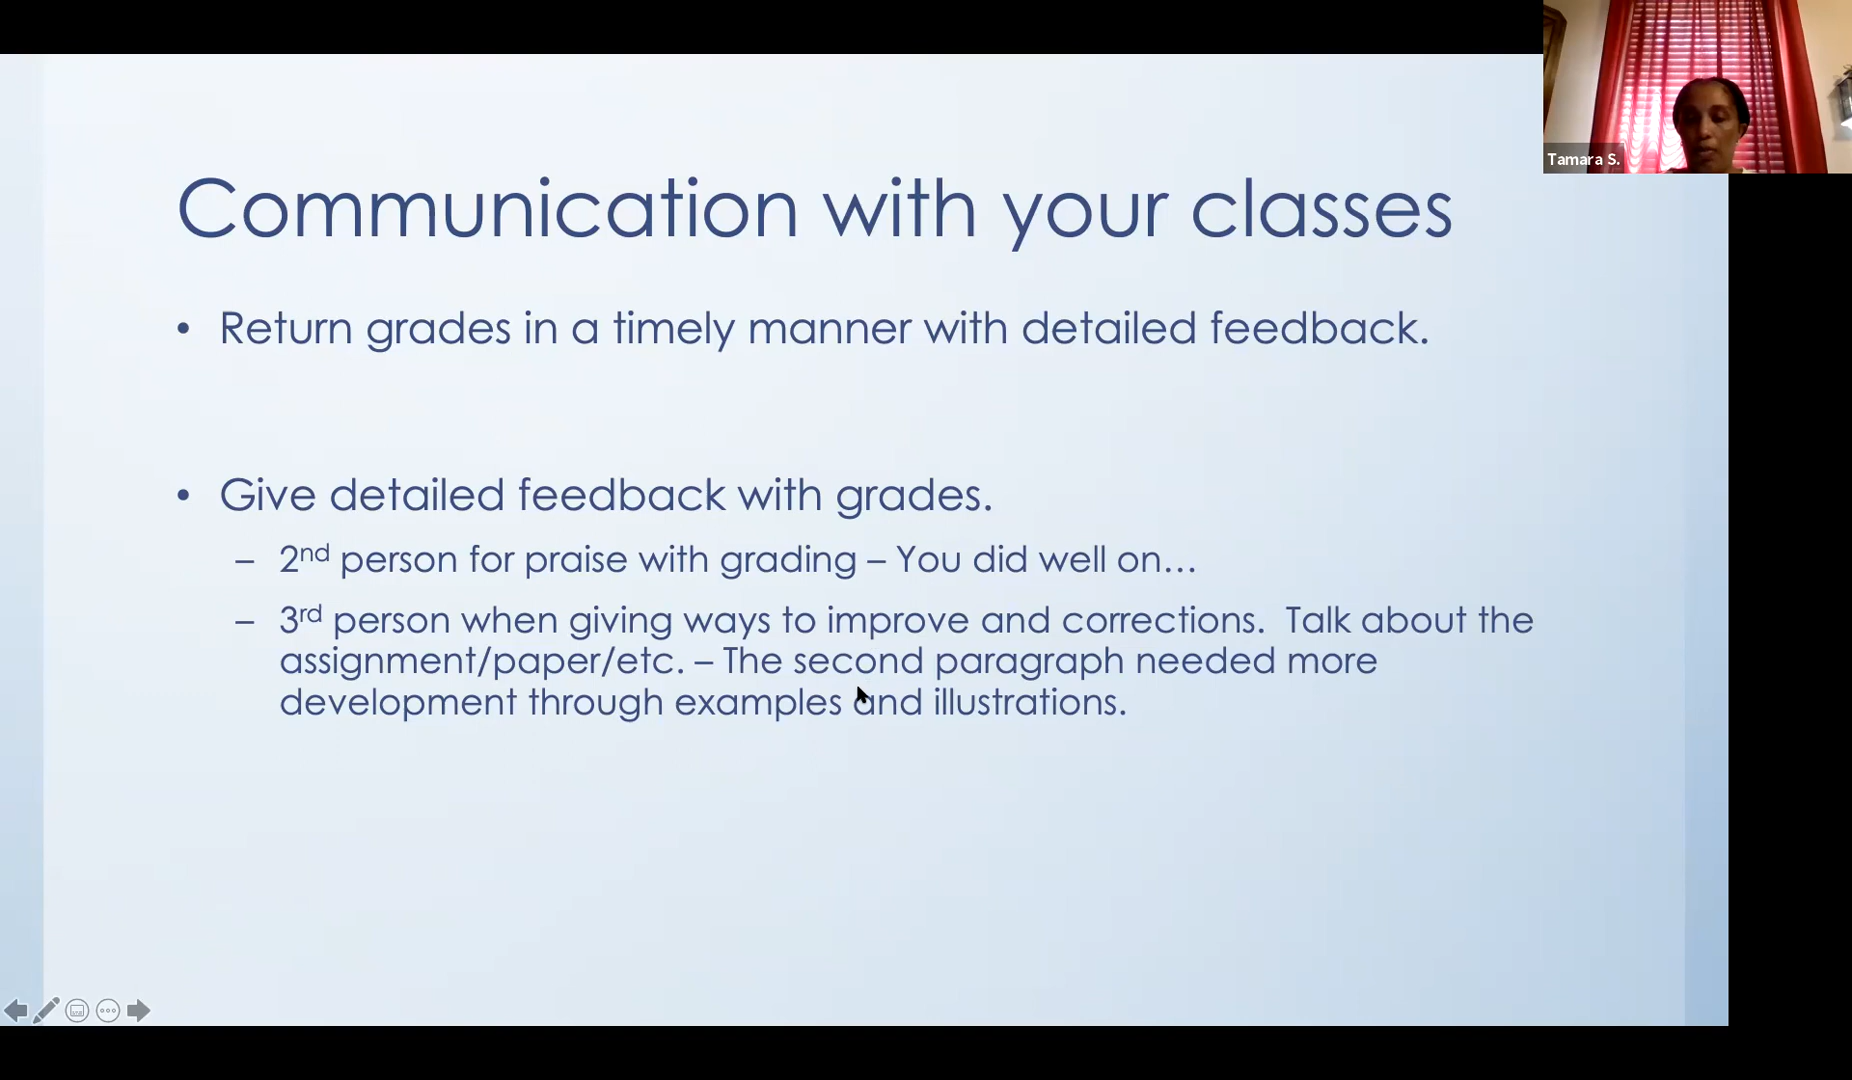 Tamara S.
Communication with your classes
• Return grades in a timely manner with detailed feedback.
• Give detailed feedback with grades.
– 2nd person for praise with grading – You did well on…
– 3rd person when giving ways to improve and corrections.  Talk about the
assignment/paper/etc. – The second paragraph needed more
development through examples and illustrations.